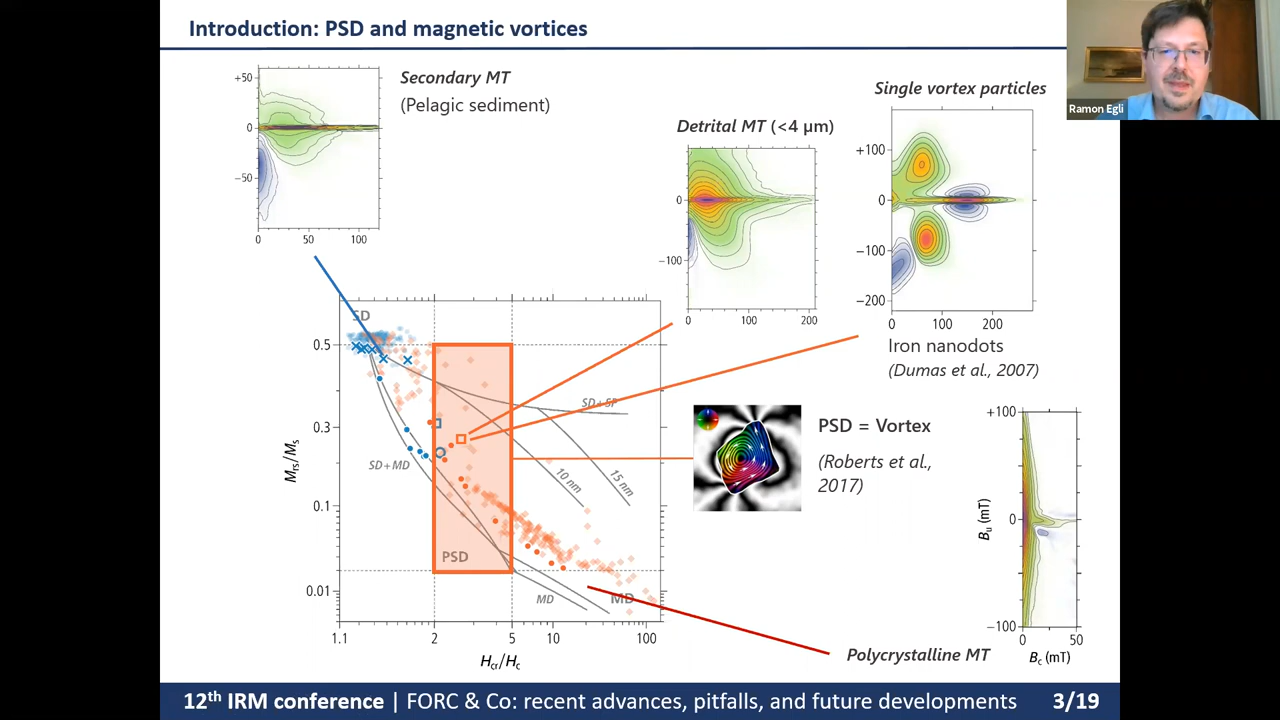 Introduction: PSD and magnetic vortices
Ramon Egli
Secondary MT
(Pelagic sediment)
+50
0
−50
0
50
100
Detrital MT (<4 µm)
0
−100
0
100
200
Single vortex particles
+100
0
−100
−200
0
100
200
Iron nanodots
(Dumas et al., 2007)
SD
0.5
0.3
0.1
0.01
Mrs/Ms
SD+SP
SD+MD
10 nm
15 nm
PSD
MD
MD
1.1
2
5
10
100
Hcr/Hc
PSD = Vortex
(Roberts et al.,
2017)
+100
0
−100
Bu (mT)
0
50
Bc (mT)
Polycrystalline MT
12th IRM conference | FORC & Co: recent advances, pitfalls, and future developments
3/19